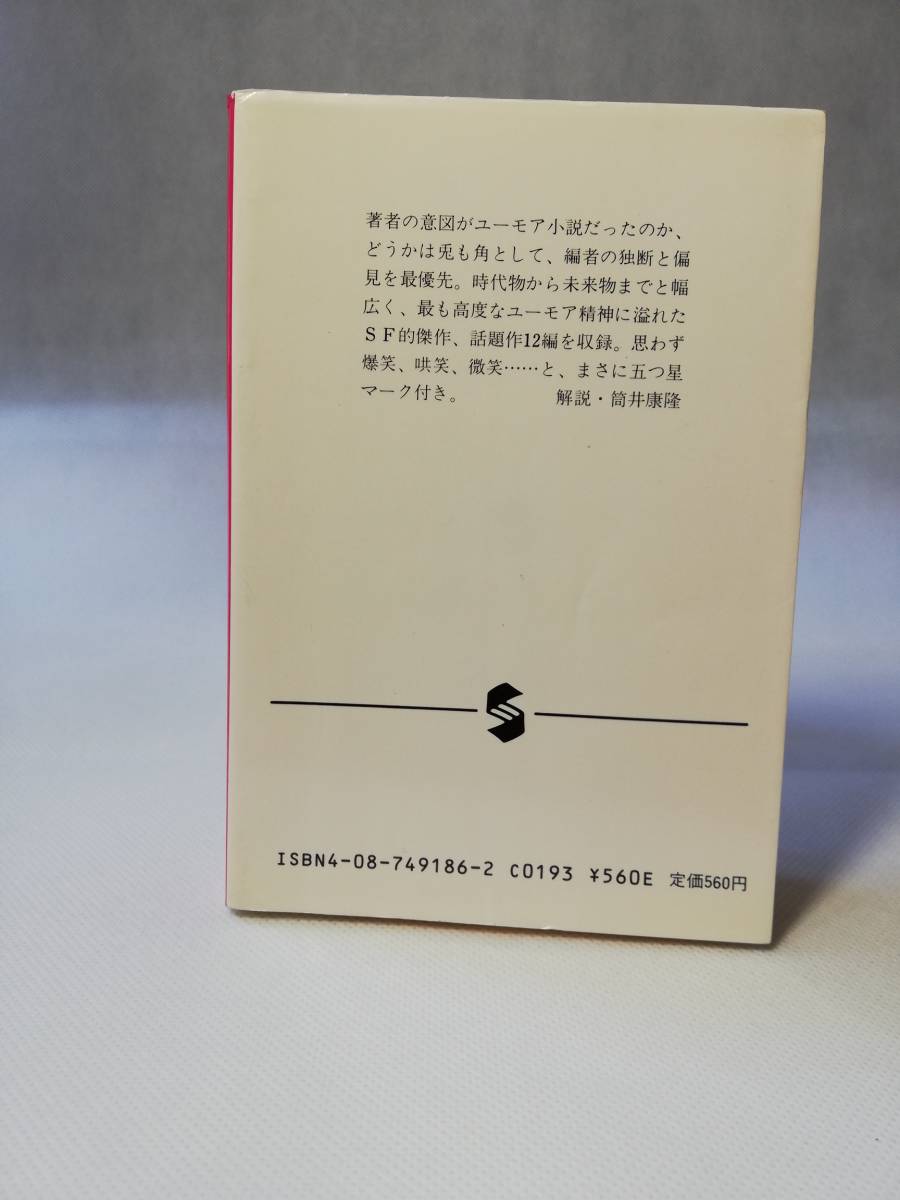 著者の意図がユーモア小説だったのか、
どうかは兎も角として、編者の独断と偏
見を最優先。時代物から未来物までと幅
広く、最も高度なユーモア精神に溢れた
ＳＦ的傑作、話題作12編を収録。思わず
爆笑、哄笑、微笑……と、まさに五つ星
マーク付き。　　　　　解説・筒井康隆
ISBN4-08-749186-2 C0193 ¥560E 定価560円